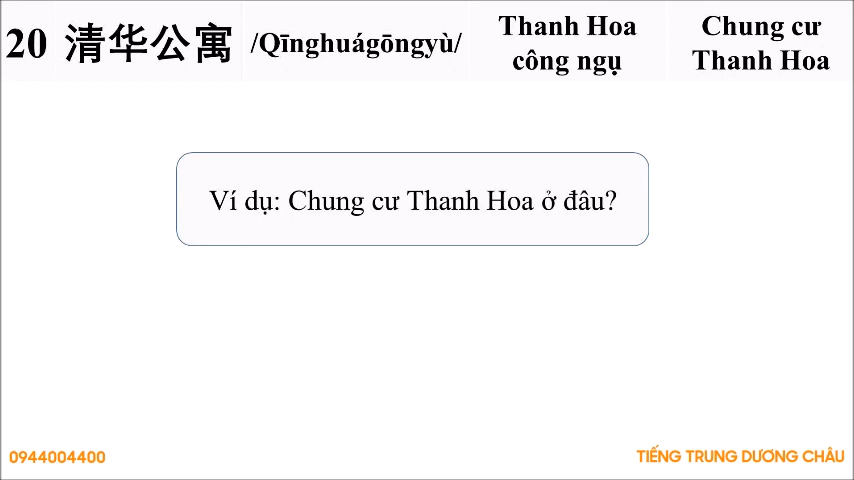 20 清华公寓 /Qīnghuágōngyù/ Thanh Hoa công ngụ Chung cư Thanh Hoa
Ví dụ: Chung cư Thanh Hoa ở đâu?
0944004400 TIẾNG TRUNG DƯƠNG CHÂU